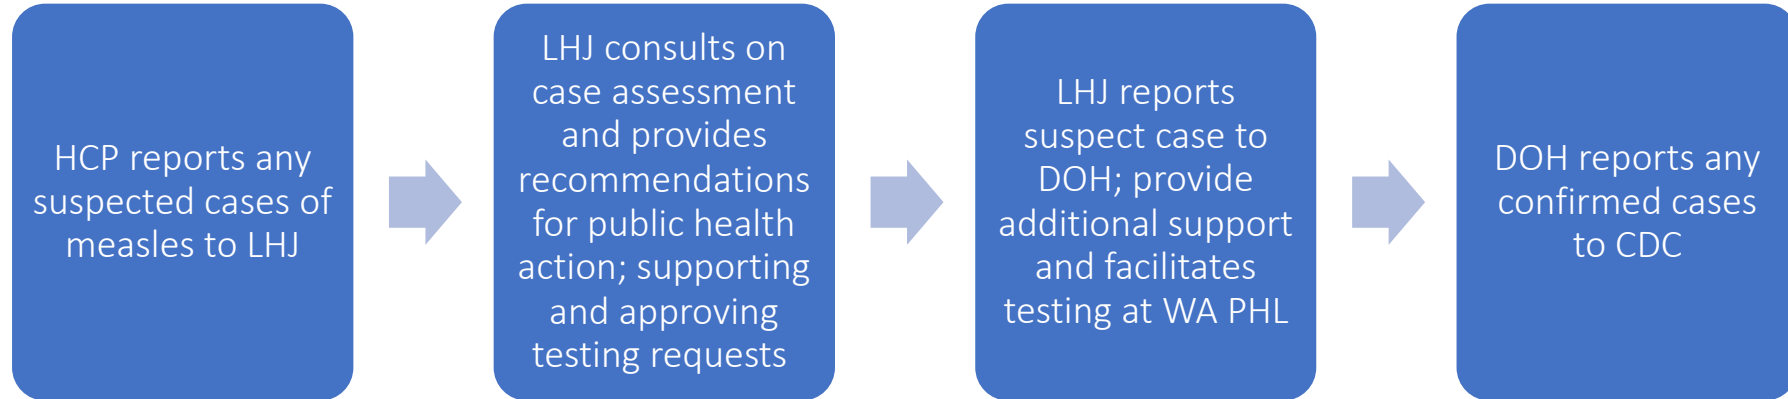 HCP reports any
suspected cases of
measles to LHJ
LHJ consults on
case assessment
and provides
recommendations
for public health
action; supporting
and approving
testing requests
LHJ reports
suspect case to
DOH; provide
additional support
and facilitates
testing at WA PHL
DOH reports any
confirmed cases
to CDC